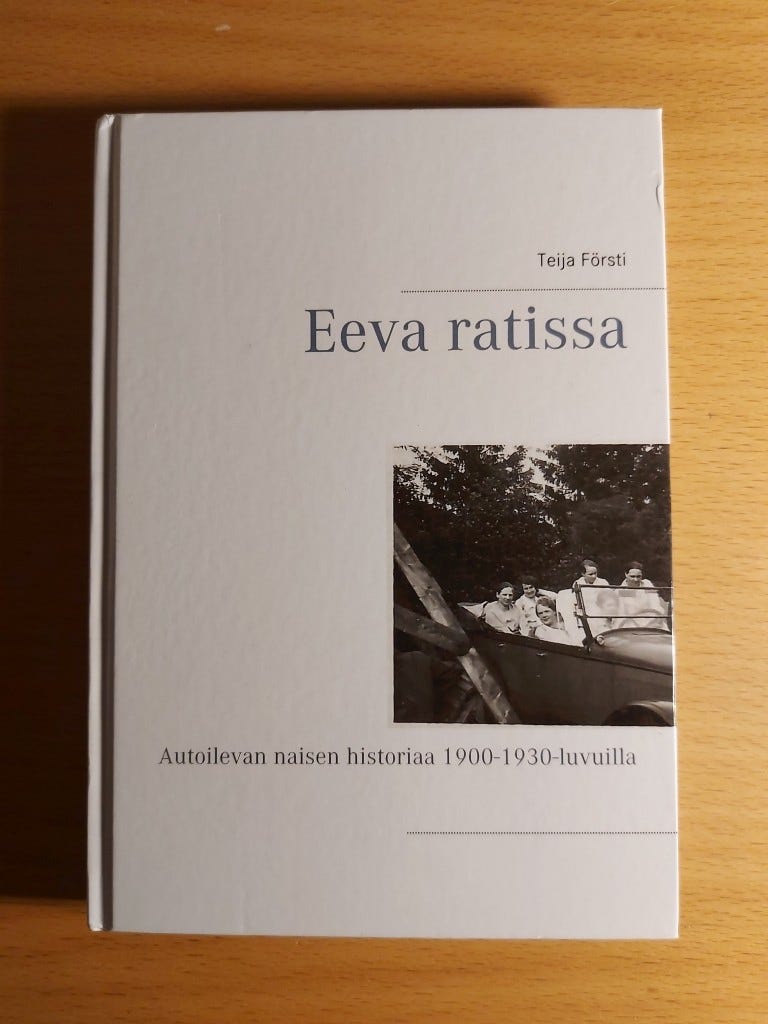 Teija Försti
Eeva ratissa
Autoilevan naisen historiaa 1900-1930-luvuilla